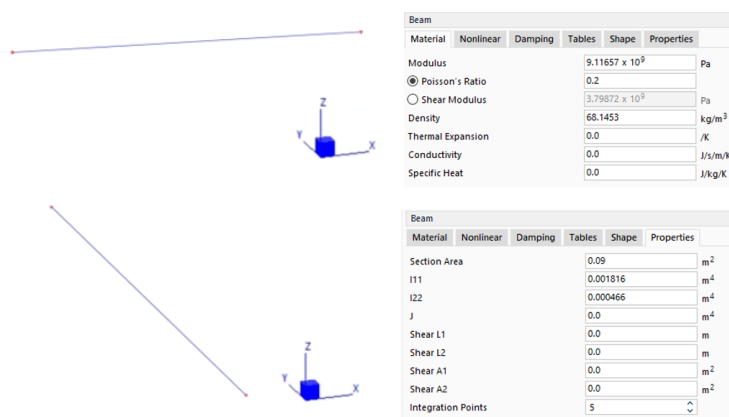 Z
Y
X
Beam
Material Nonlinear Damping Tables Shape Properties
Modulus 9.11657 x 10⁹ Pa
Poisson's Ratio 0.2
Shear Modulus 3.79872 x 10⁹ Pa
Density 68.1453 kg/m³
Thermal Expansion 0.0 /K
Conductivity 0.0 J/s/m/K
Specific Heat 0.0 J/kg/K
Z
Y
X
Beam
Material Nonlinear Damping Tables Shape Properties
Section Area 0.09 m²
I11 0.001816 m⁴
I22 0.000466 m⁴
J 0.0 m⁴
Shear L1 0.0 m
Shear L2 0.0 m
Shear A1 0.0 m²
Shear A2 0.0 m²
Integration Points 5